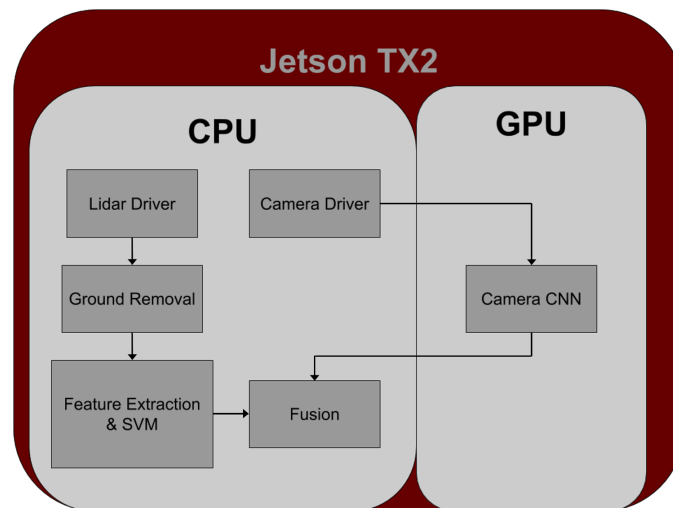 Jetson TX2
CPU
GPU
Lidar Driver
Camera Driver
Ground Removal
Camera CNN
Feature Extraction
& SVM
Fusion